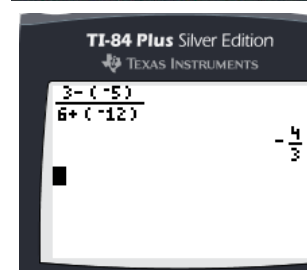 TI-84 Plus Silver Edition
TEXAS INSTRUMENTS
3-(-5)
6+(-12)
-4/3